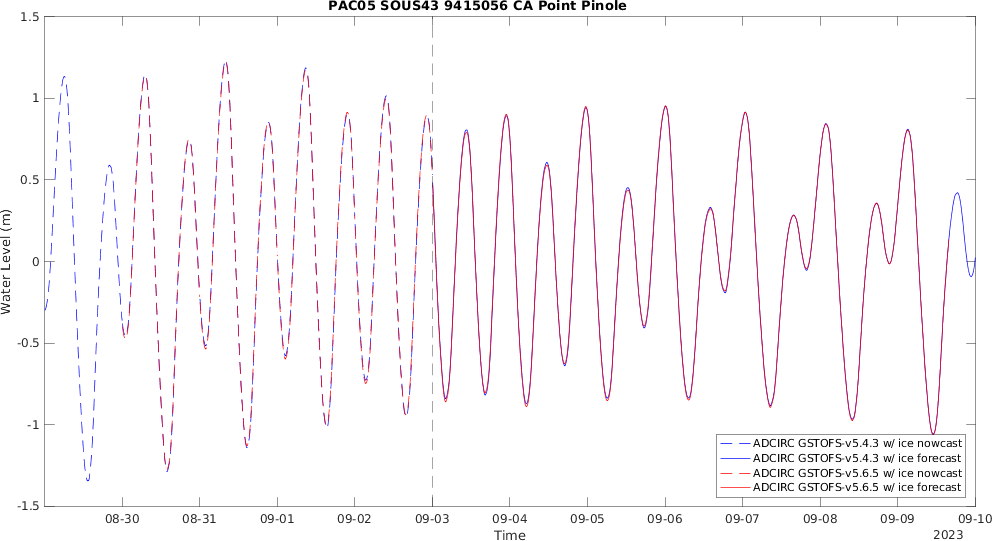 PAC05 SOUS43 9415056 CA Point Pinole
Water Level (m)
1.5
1
0.5
0
-0.5
-1
-1.5
ADCIRC GSTOFS-v5.4.3 w/ ice nowcast
ADCIRC GSTOFS-v5.4.3 w/ ice forecast
ADCIRC GSTOFS-v5.6.5 w/ ice nowcast
ADCIRC GSTOFS-v5.6.5 w/ ice forecast
08-30 08-31 09-01 09-02 09-03 09-04 09-05 09-06 09-07 09-08 09-09 09-10
Time
2023